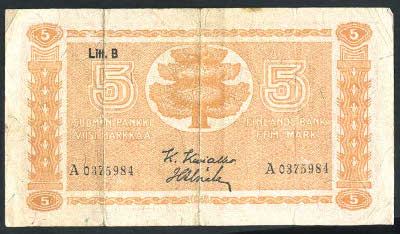 5 5
Litt. B
5 5
SUOMEN PANKKI FINLANDS BANK
VIISI MARKKAA FEM MARK
A 0375984 A 0375984
5 5